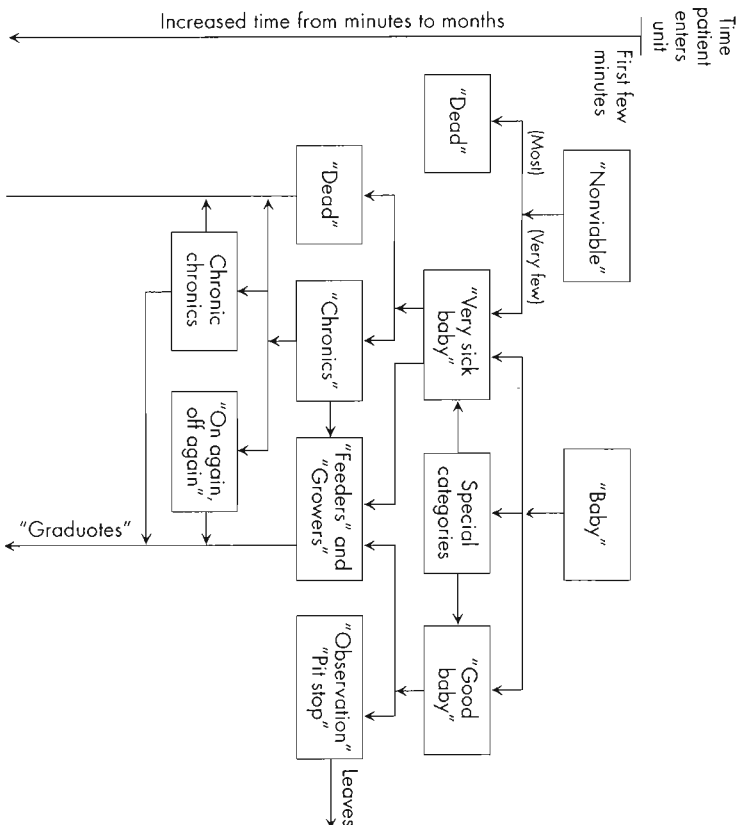 Time
patient
enters
unit
First few
minutes
Increased time from minutes to months
"Nonviable"
"Baby"
(Most)
(Very few)
"Dead"
"Very sick
baby"
Special
categories
"Good
baby"
"Dead"
"Chronics"
"Feeders" and
"Growers"
"Observation"
"Pit stop"
Leaves
Chronic
chronics
"On again,
off again"
"Graduotes"